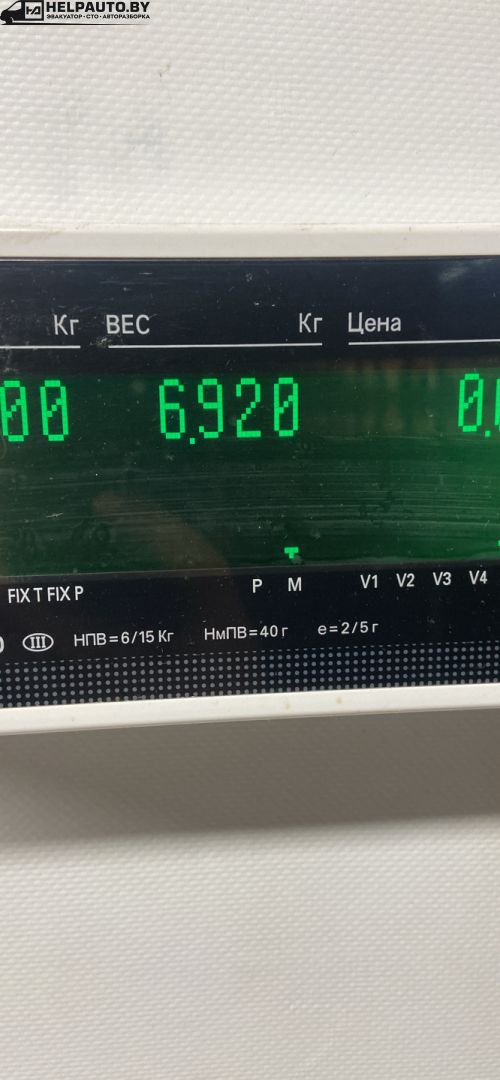 HELPAUTO.BY
ЭВАКУАТОР · СТО · АВТОРАЗБОРКА
Кг ВЕС Кг Цена
00 6.920 0.
FIX T FIX P P M V1 V2 V3 V4
III НПВ = 6/15 Кг НмПВ = 40 г е = 2/5 г